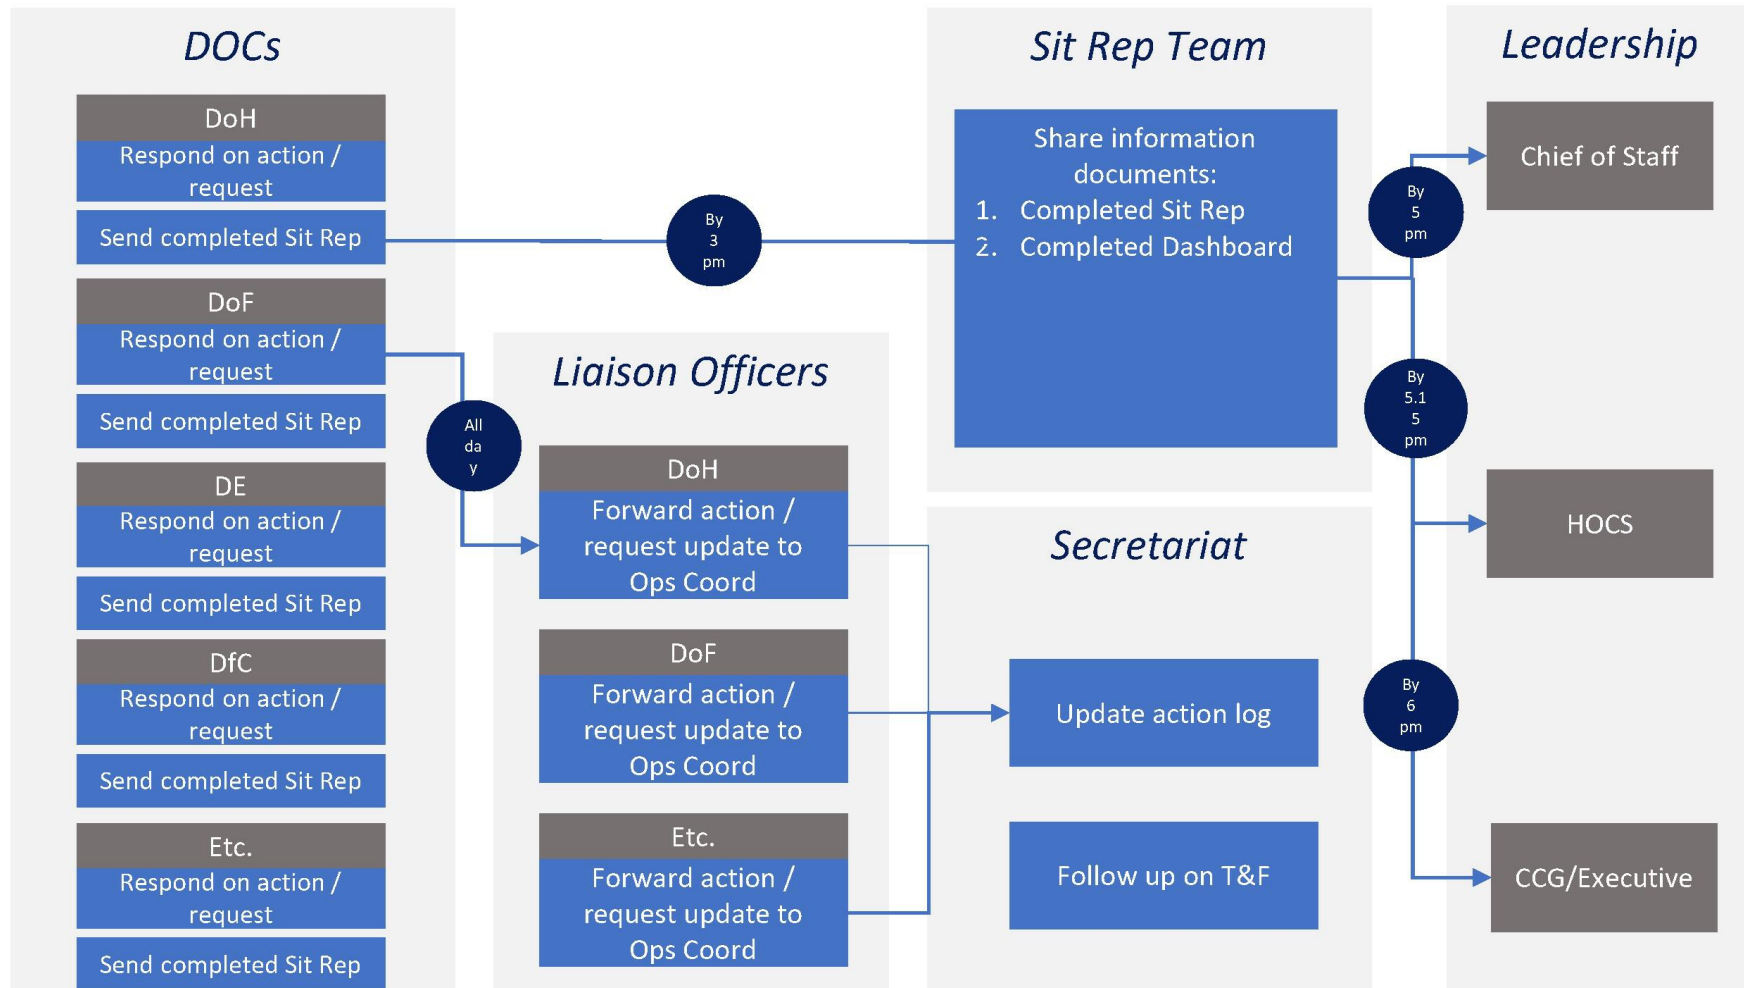 DOCs
DoH
Respond on action /
request
Send completed Sit Rep
DoF
Respond on action /
request
Send completed Sit Rep
DE
Respond on action /
request
Send completed Sit Rep
DfC
Respond on action /
request
Send completed Sit Rep
Etc.
Respond on action /
request
Send completed Sit Rep
All
da
y
By
3
pm
Liaison Officers
DoH
Forward action /
request update to
Ops Coord
DoF
Forward action /
request update to
Ops Coord
Etc.
Forward action /
request update to
Ops Coord
Sit Rep Team
Share information
documents:
1. Completed Sit Rep
2. Completed Dashboard
Secretariat
Update action log
Follow up on T&F
By
5
pm
By
5.1
5
pm
By
6
pm
Leadership
Chief of Staff
HOCS
CCG/Executive